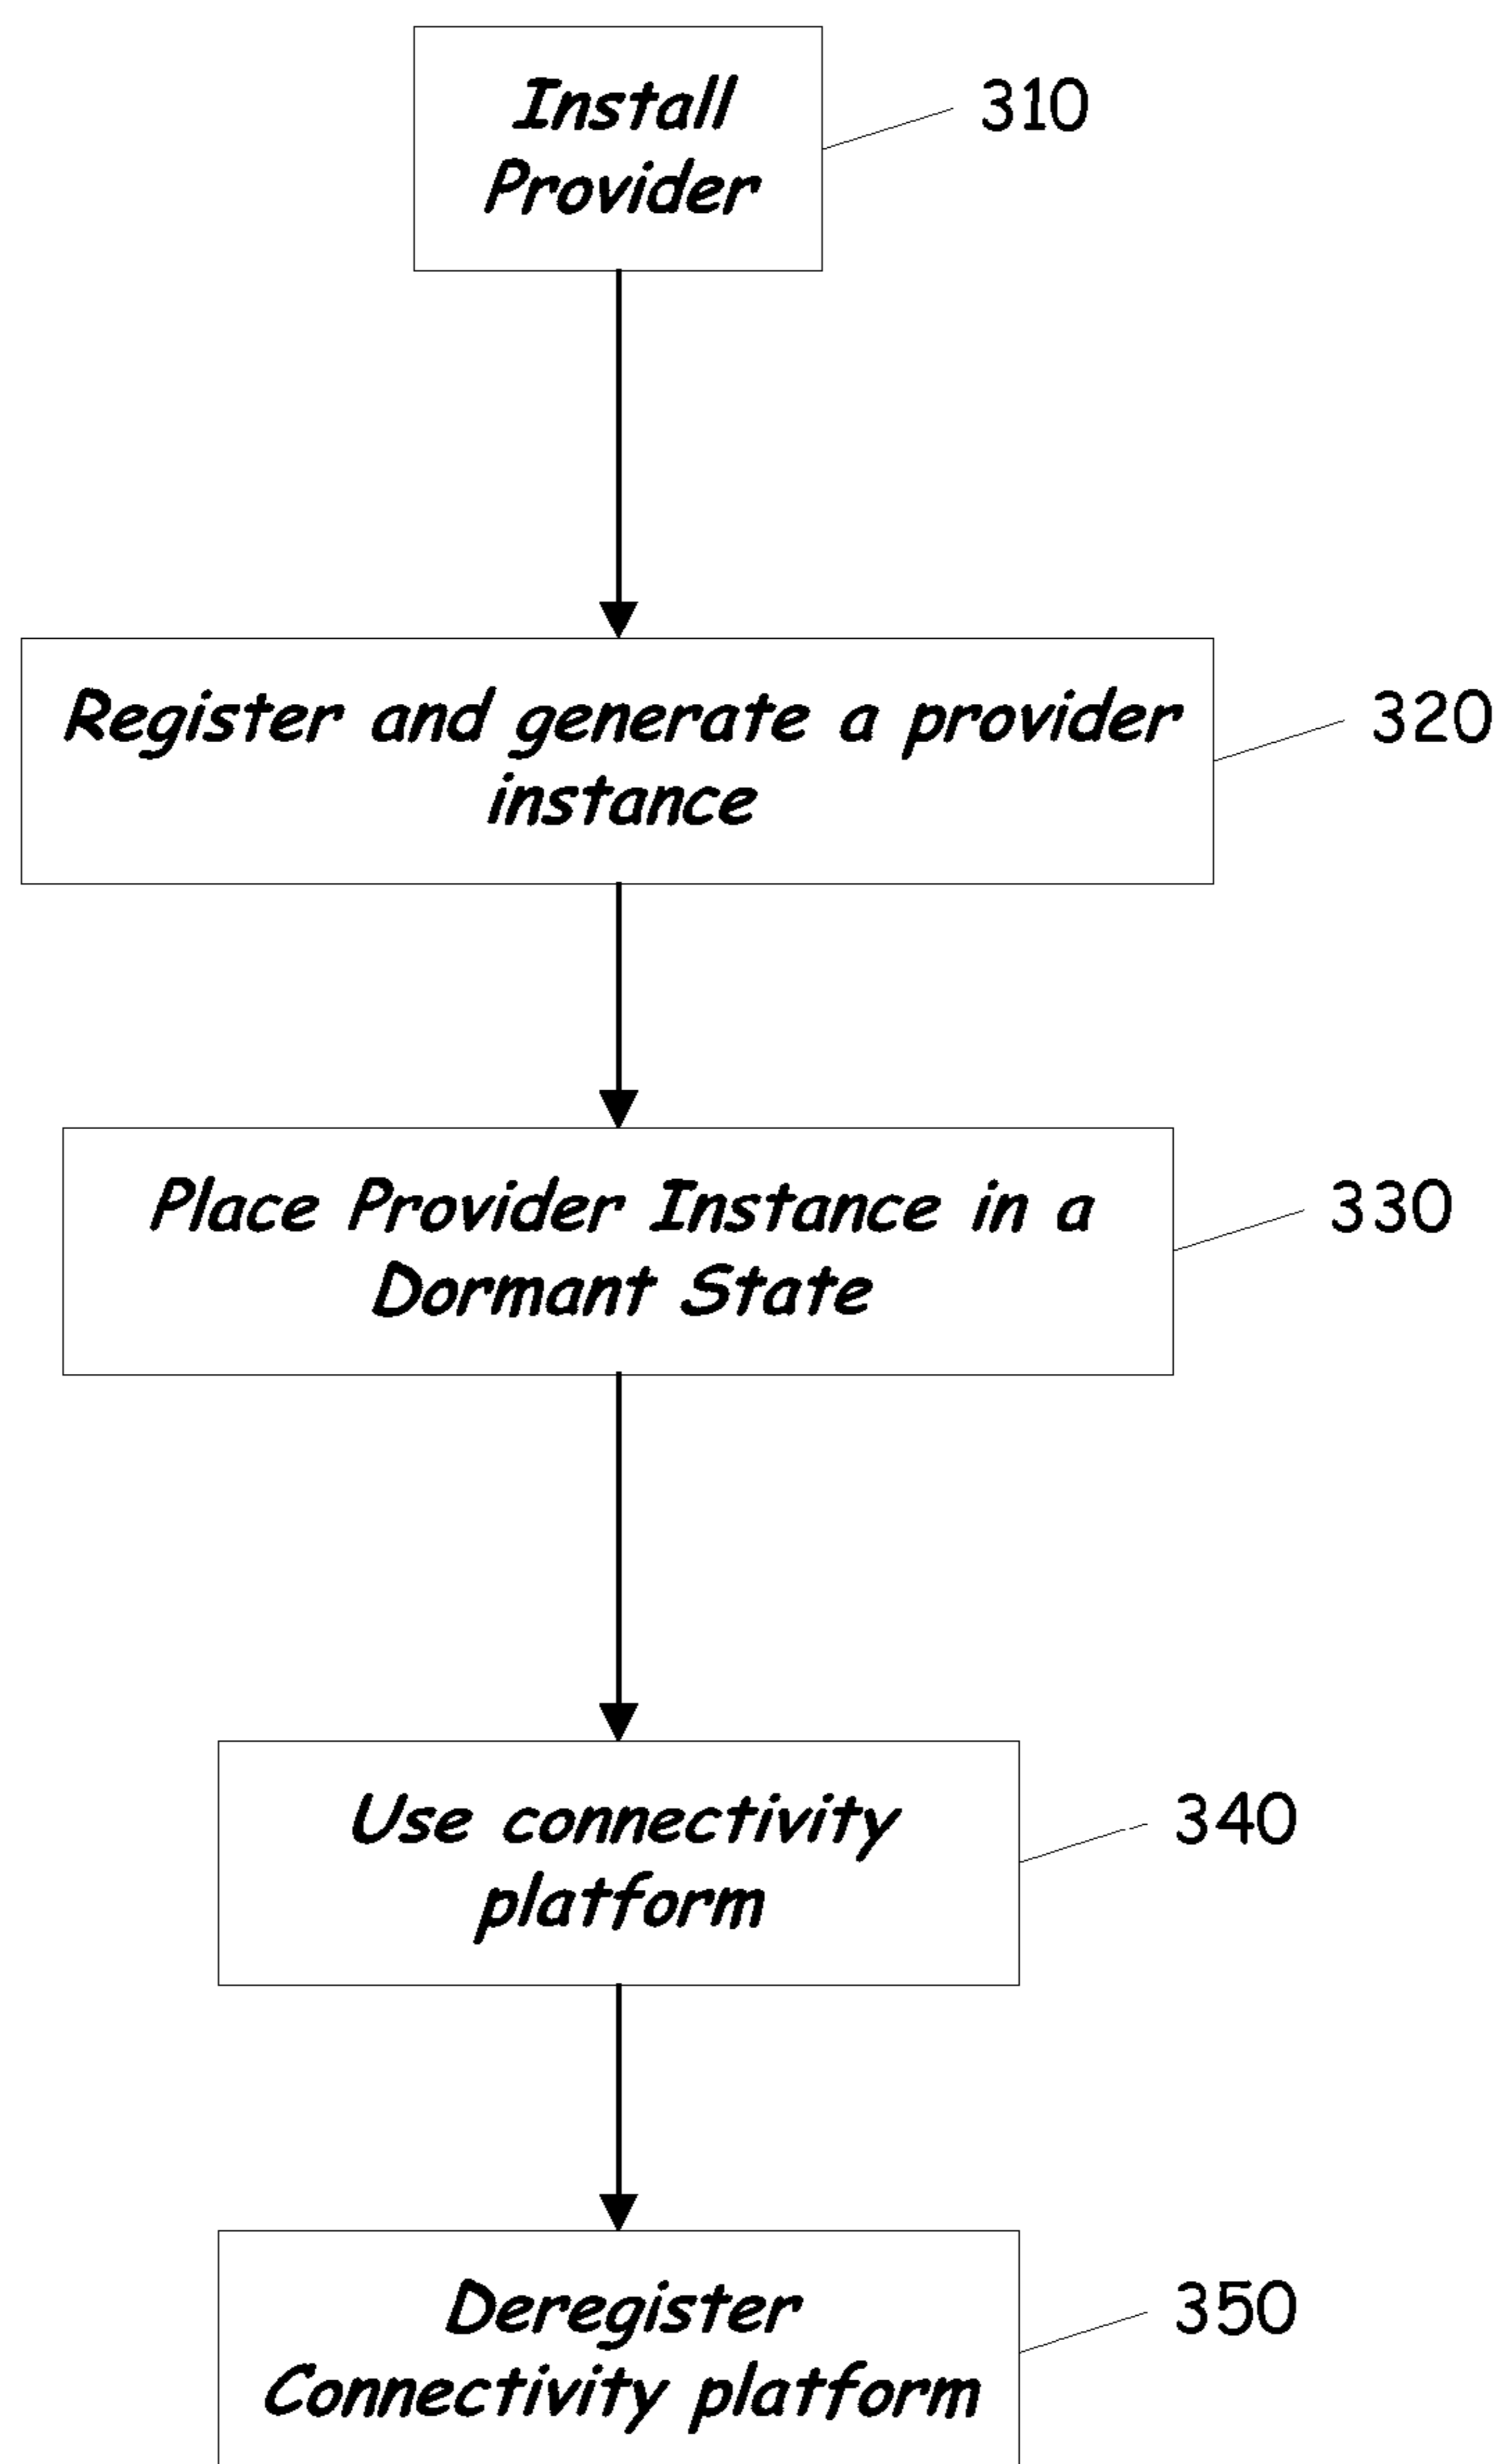 Install
Provider
310
Register and generate a provider
instance
320
Place Provider Instance in a
Dormant State
330
Use connectivity
platform
340
Deregister
Connectivity platform
350